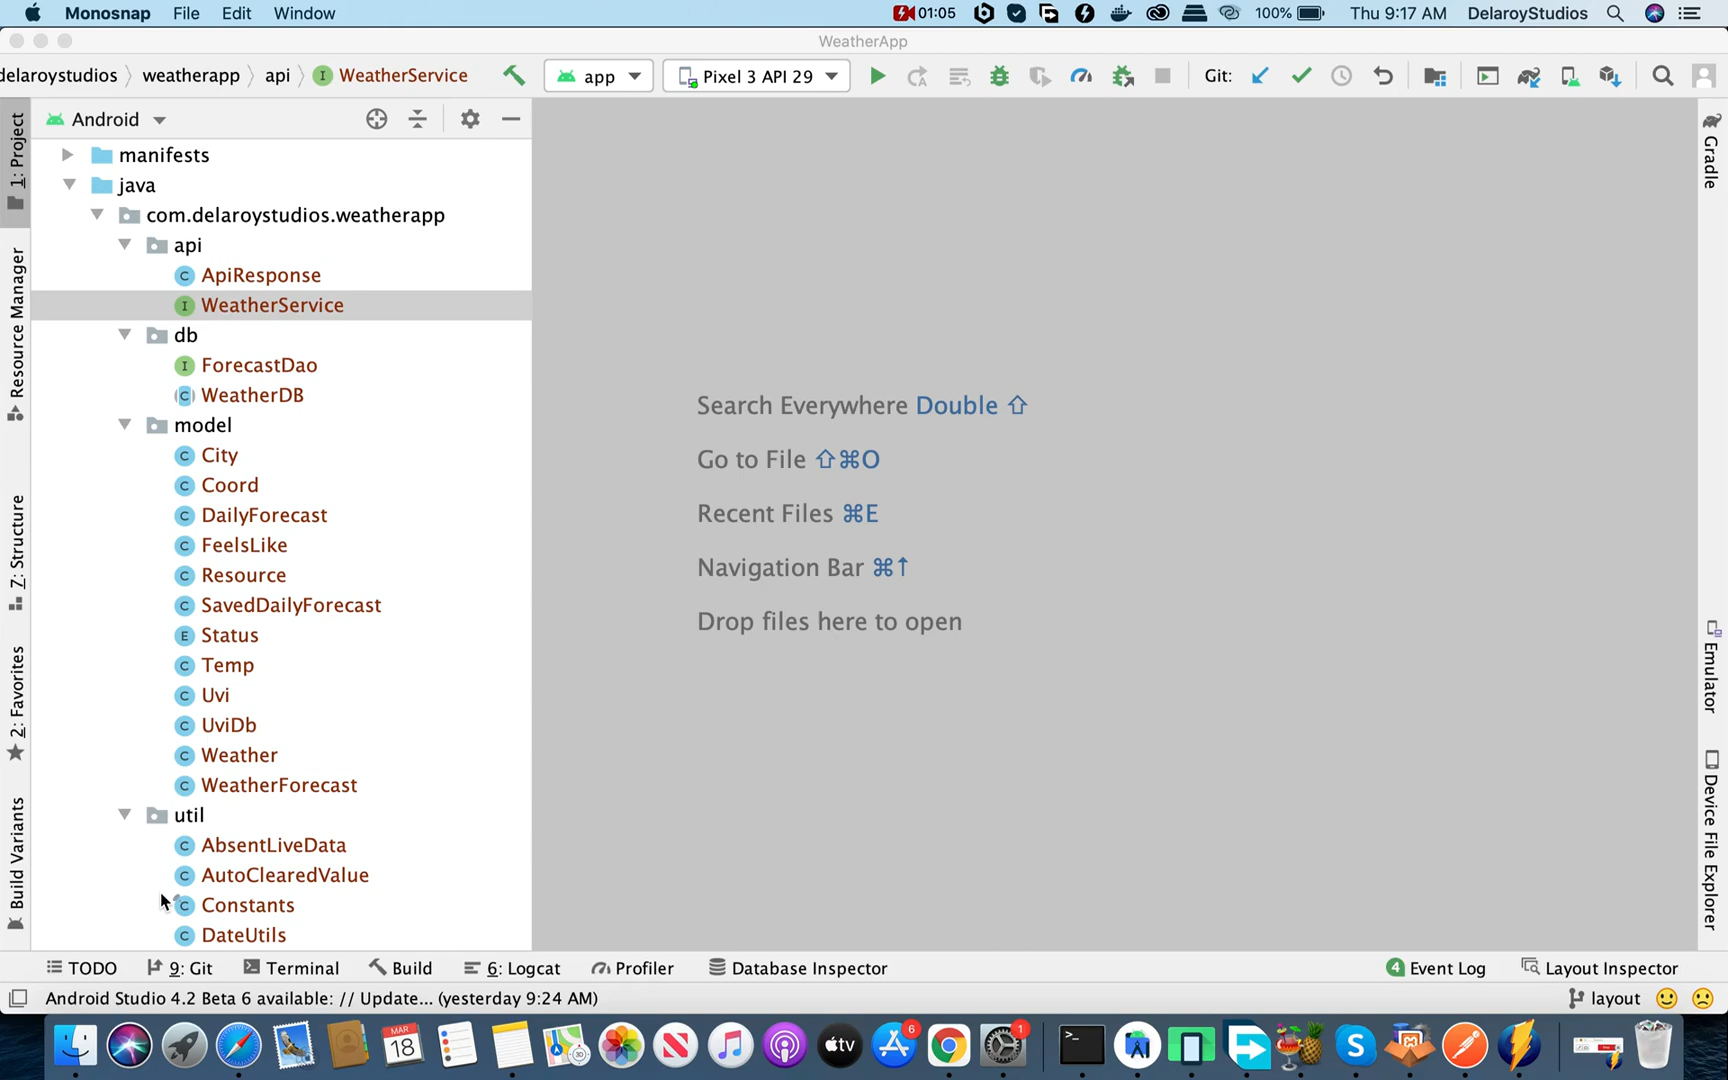 Monosnap File Edit Window 01:05 100% Thu 9:17 AM DelaroyStudios
WeatherApp
delaroystudios weatherapp api I WeatherService app Pixel 3 API 29 Git:
Android
manifests
java
com.delaroystudios.weatherapp
api
C ApiResponse
I WeatherService
db
I ForecastDao
C WeatherDB
model
C City
C Coord
C DailyForecast
C FeelsLike
C Resource
C SavedDailyForecast
E Status
C Temp
C Uvi
C UviDb
C Weather
C WeatherForecast
util
C AbsentLiveData
C AutoClearedValue
C Constants
C DateUtils
1: Project
Resource Manager
Z: Structure
2: Favorites
Build Variants
Search Everywhere Double ⇧
Go to File ⇧⌘O
Recent Files ⌘E
Navigation Bar ⌘↑
Drop files here to open
Gradle
Emulator
Device File Explorer
TODO 9: Git Terminal Build 6: Logcat Profiler Database Inspector 4 Event Log Layout Inspector
Android Studio 4.2 Beta 6 available: // Update... (yesterday 9:24 AM) layout
MAR
18
tv
6
1